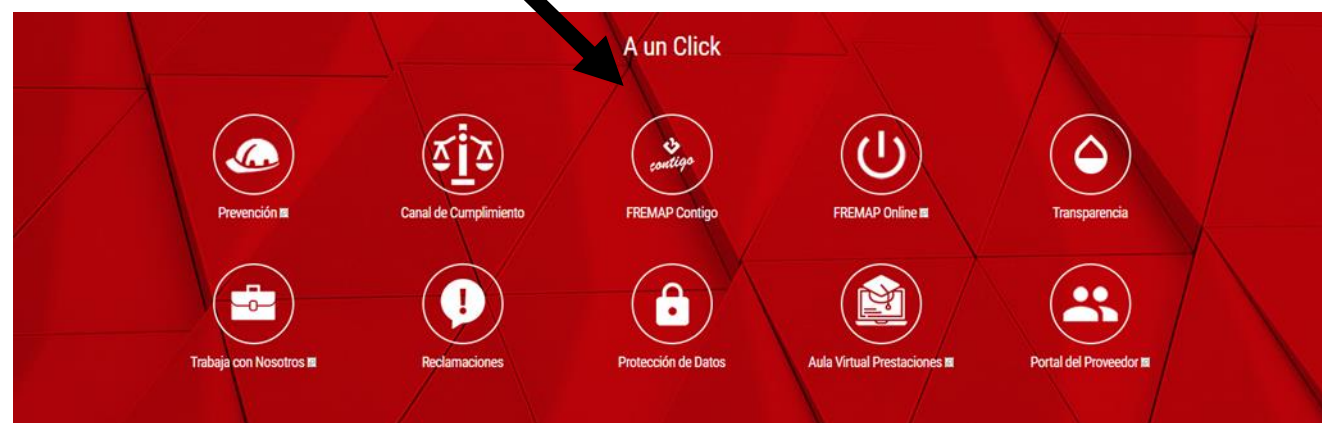 A un Click
contigo
Prevención
Canal de Cumplimiento
FREMAP Contigo
FREMAP Online
Transparencia
Trabaja con Nosotros
Reclamaciones
Protección de Datos
Aula Virtual Prestaciones
Portal del Proveedor